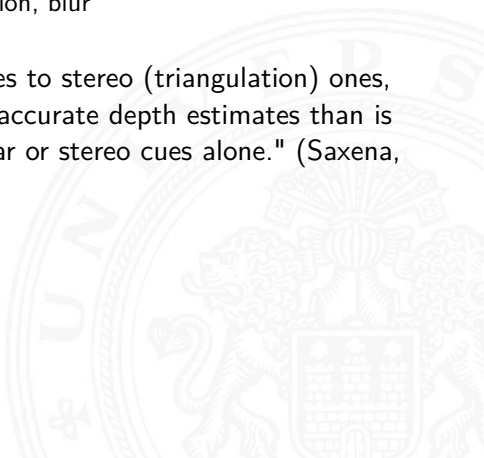 ion, blur
es to stereo (triangulation) ones,
accurate depth estimates than is
ar or stereo cues alone." (Saxena,
U N I V E R S